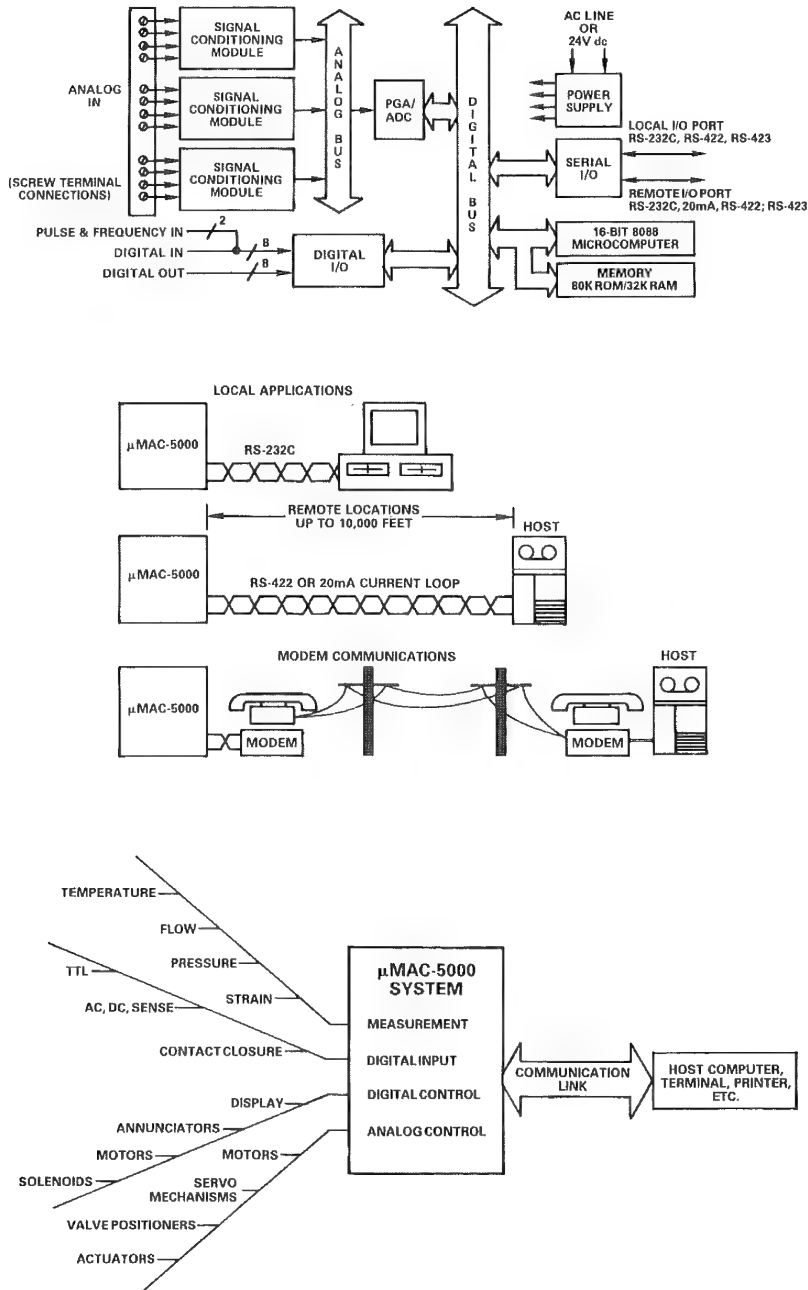 SIGNAL
CONDITIONING
MODULE
SIGNAL
CONDITIONING
MODULE
SIGNAL
CONDITIONING
MODULE
ANALOG
IN
(SCREW TERMINAL
CONNECTIONS)
ANALOG BUS
PGA/
ADC
DIGITAL BUS
AC LINE
OR
24V dc
POWER
SUPPLY
LOCAL I/O PORT
RS-232C, RS-422, RS-423
SERIAL
I/O
REMOTE I/O PORT
RS-232C, 20mA, RS-422; RS-423
PULSE & FREQUENCY IN
2
DIGITAL IN
8
DIGITAL OUT
8
DIGITAL
I/O
16-BIT 8088
MICROCOMPUTER
MEMORY
80K ROM/32K RAM
LOCAL APPLICATIONS
μMAC-5000
RS-232C
REMOTE LOCATIONS
UP TO 10,000 FEET
HOST
μMAC-5000
RS-422 OR 20mA CURRENT LOOP
MODEM COMMUNICATIONS
HOST
μMAC-5000
MODEM
MODEM
TEMPERATURE
FLOW
PRESSURE
STRAIN
TTL
AC, DC, SENSE
CONTACT CLOSURE
DISPLAY
ANNUNCIATORS
MOTORS
SOLENOIDS
MOTORS
SERVO
MECHANISMS
VALVE POSITIONERS
ACTUATORS
μMAC-5000
SYSTEM
MEASUREMENT
DIGITAL INPUT
DIGITAL CONTROL
ANALOG CONTROL
COMMUNICATION
LINK
HOST COMPUTER,
TERMINAL, PRINTER,
ETC.